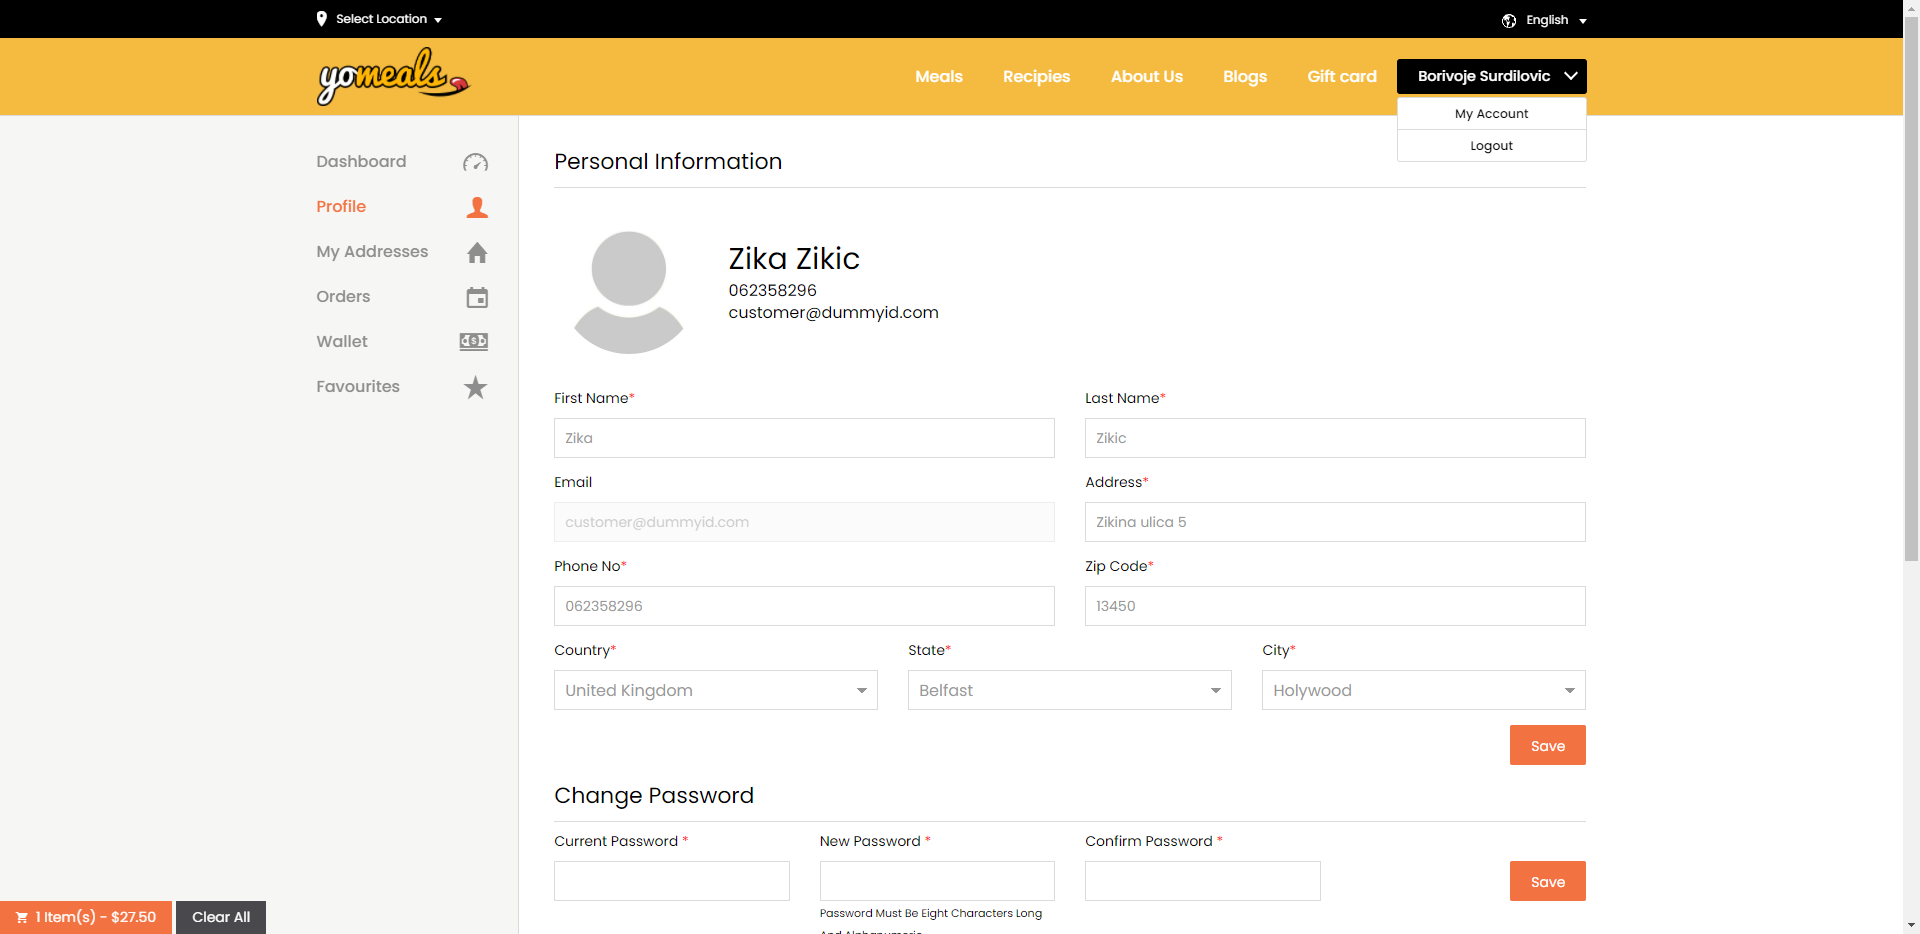 Select Location
English
yomeals
Meals
Recipies
About Us
Blogs
Gift card
Borivoje Surdilovic
My Account
Logout
Dashboard
Profile
My Addresses
Orders
Wallet
Favourites
Personal Information
Zika Zikic
062358296
customer@dummyid.com
First Name*
Last Name*
Zika
Zikic
Email
Address*
customer@dummyid.com
Zikina ulica 5
Phone No*
Zip Code*
062358296
13450
Country*
State*
City*
United Kingdom
Belfast
Holywood
Save
Change Password
Current Password *
New Password *
Confirm Password *
Save
Password Must Be Eight Characters Long
And Alphanumeric
1 Item(s) - $27.50
Clear All